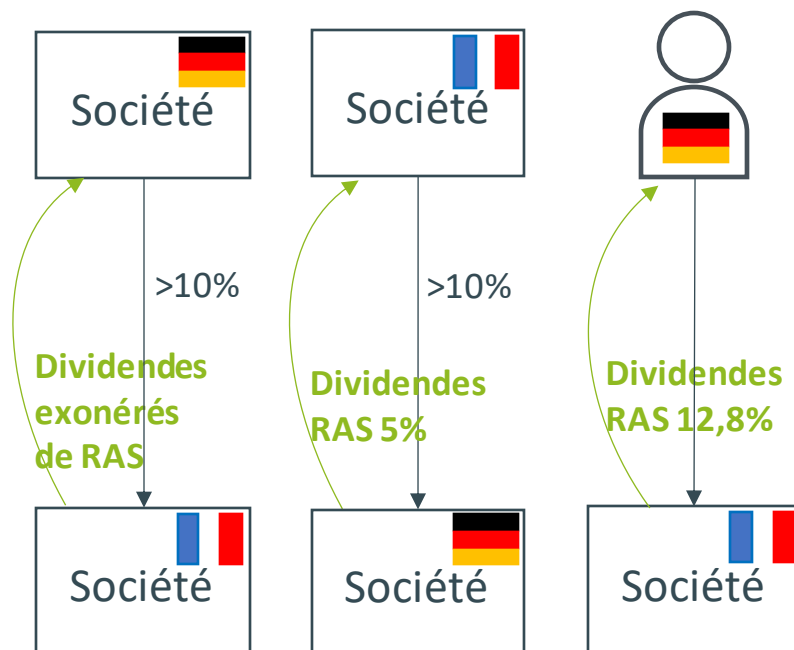 Société
Société
>10%
>10%
Dividendes
exonérés
de RAS
Dividendes
RAS 5%
Dividendes
RAS 12,8%
Société
Société
Société